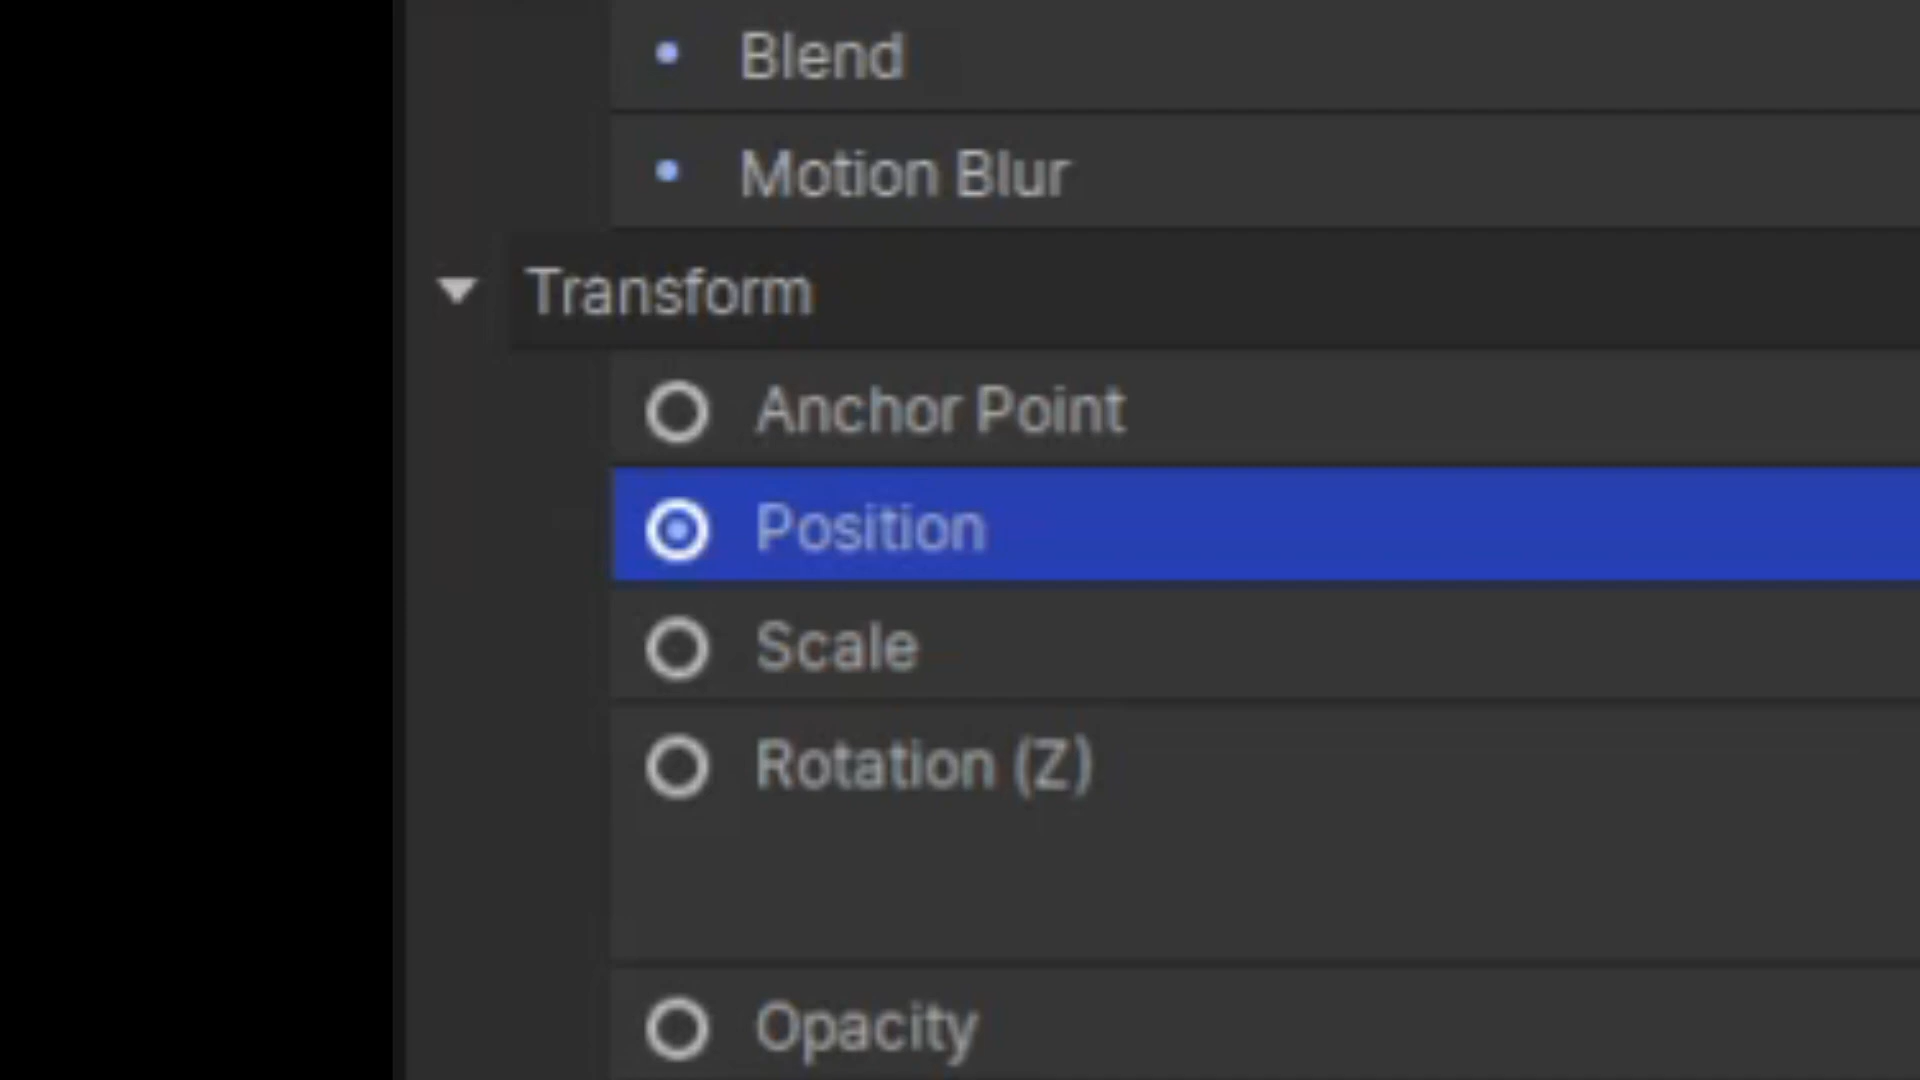 Blend
Motion Blur
Transform
Anchor Point
Position
Scale
Rotation (Z)
Opacity